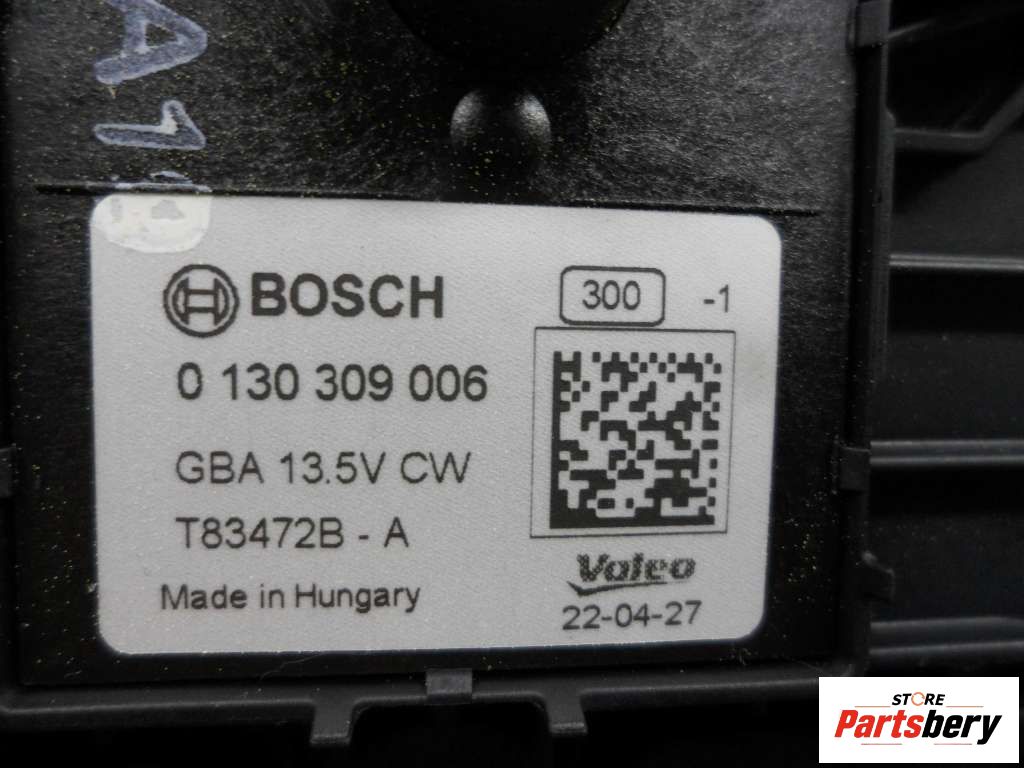 A1
BOSCH
300 -1
0 130 309 006
GBA 13.5V CW
T83472B - A
Made in Hungary
Valeo
22-04-27
STORE
Partsbery